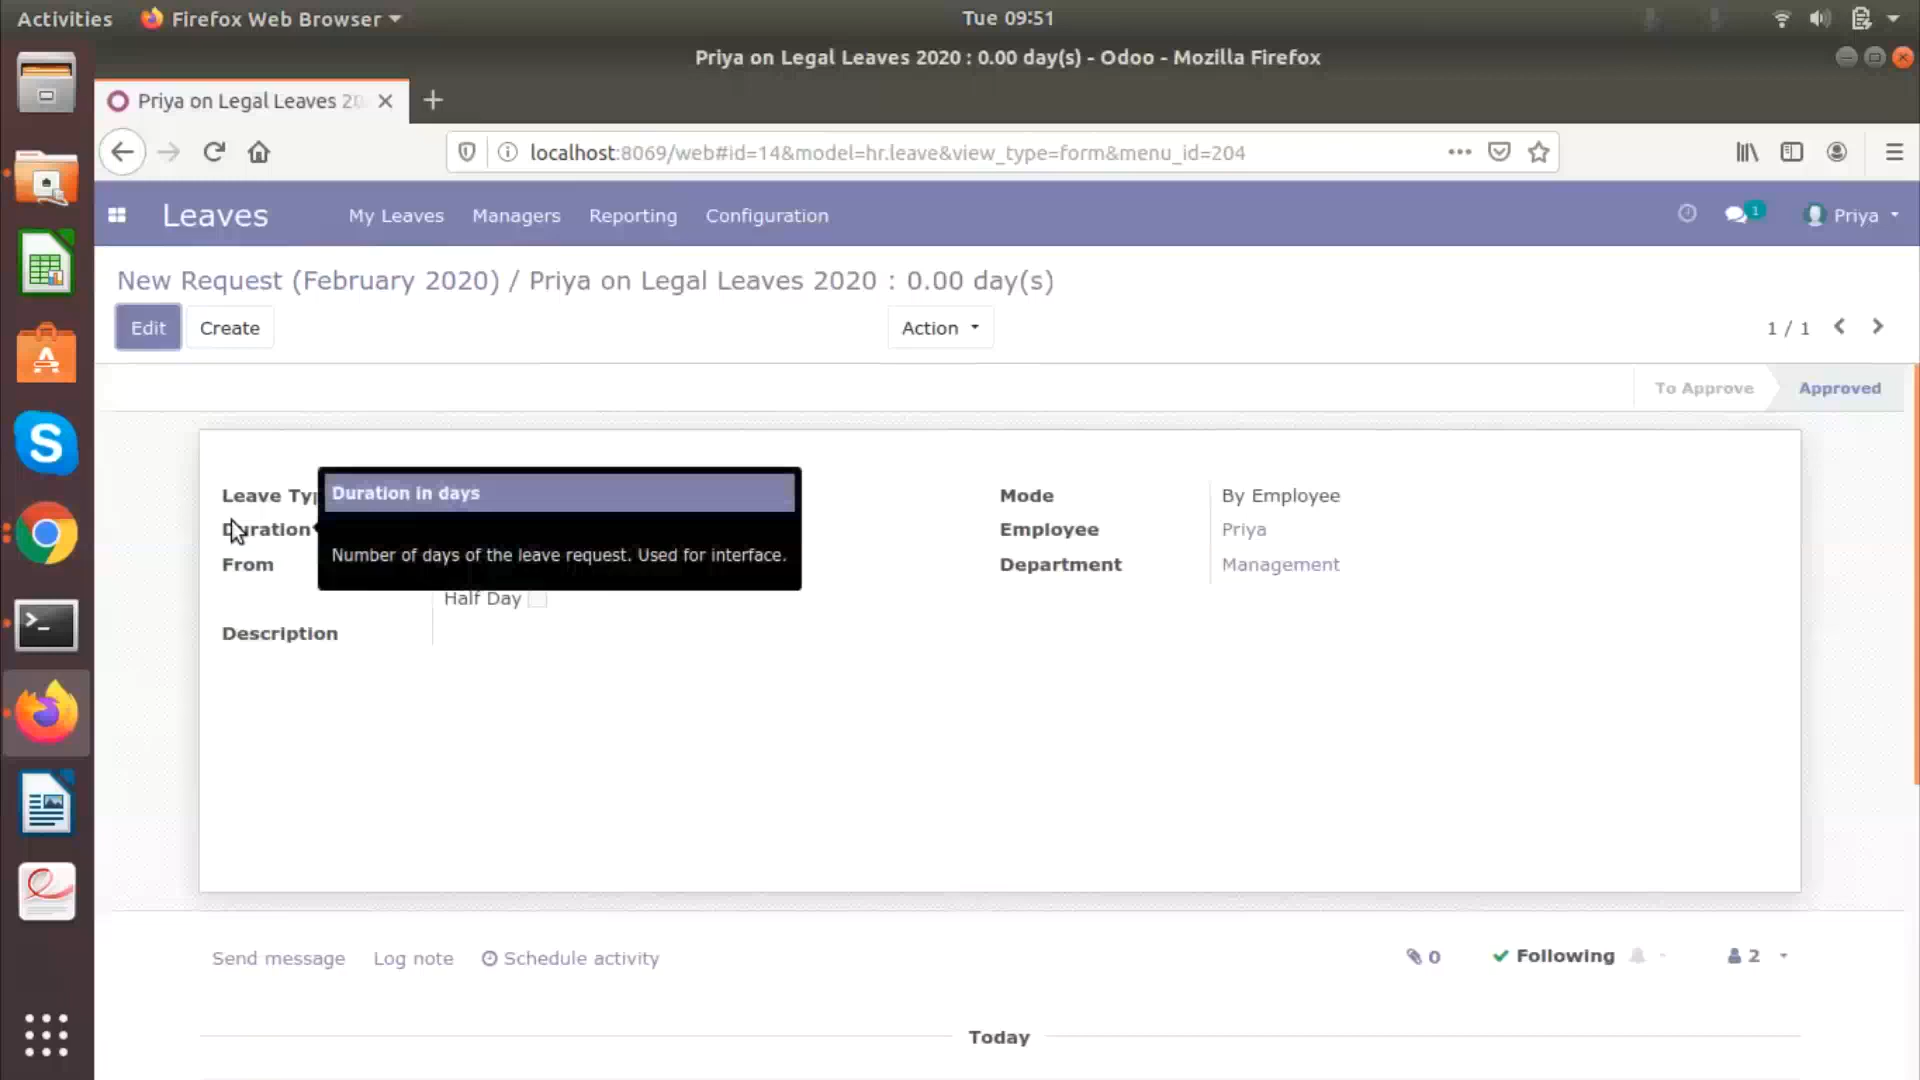 Activities Firefox Web Browser Tue 09:51
Priya on Legal Leaves 2020 : 0.00 day(s) - Odoo - Mozilla Firefox
Priya on Legal Leaves 20
localhost:8069/web#id=14&model=hr.leave&view_type=form&menu_id=204
Leaves My Leaves Managers Reporting Configuration 1 Priya
New Request (February 2020) / Priya on Legal Leaves 2020 : 0.00 day(s)
Edit Create Action 1 / 1
To Approve Approved
Leave Typ Duration in days Mode By Employee
Duration Employee Priya
Number of days of the leave request. Used for interface.
From Department Management
Half Day
Description
Send message Log note Schedule activity 0 Following 2
Today